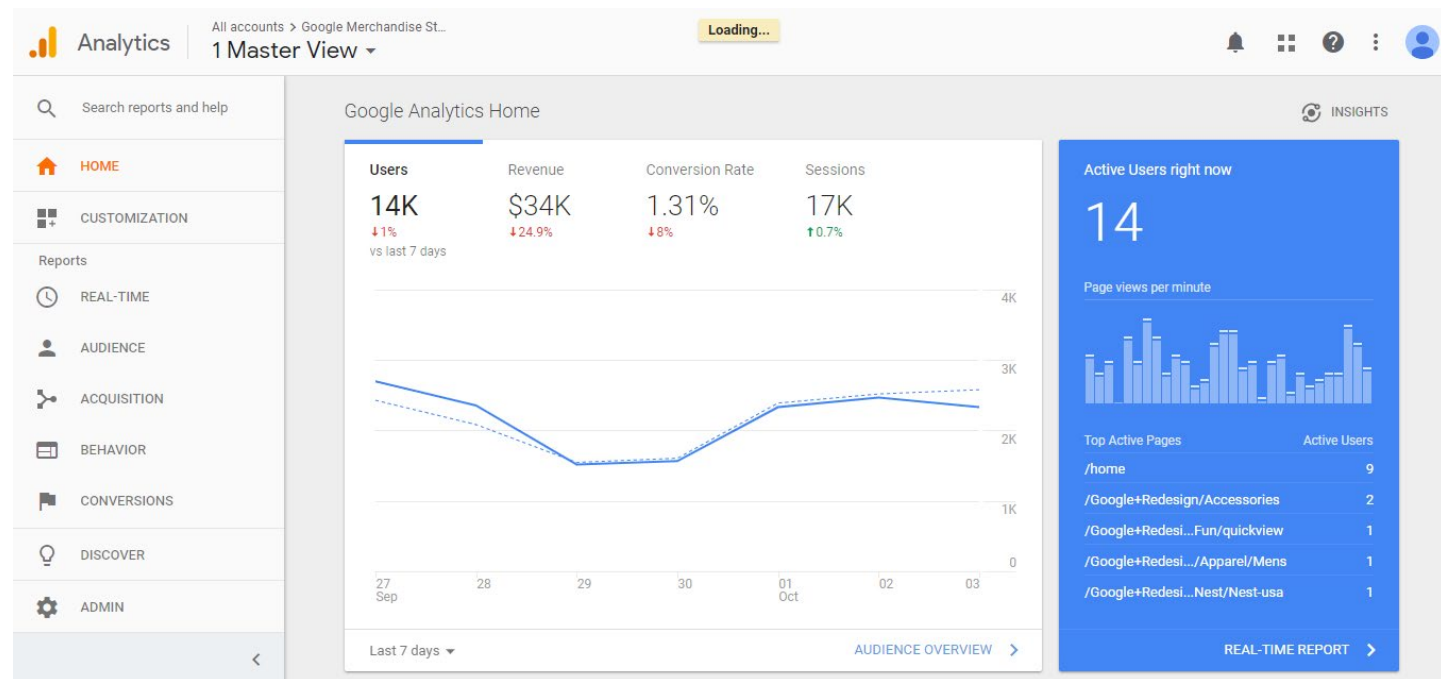 Analytics
All accounts > Google Merchandise St...
1 Master View
Loading...
Search reports and help
HOME
CUSTOMIZATION
Reports
REAL-TIME
AUDIENCE
ACQUISITION
BEHAVIOR
CONVERSIONS
DISCOVER
ADMIN
Google Analytics Home
INSIGHTS
Users Revenue Conversion Rate Sessions
14K $34K 1.31% 17K
↓1% ↓24.9% ↓8% ↑0.7%
vs last 7 days
4K
3K
2K
1K
0
27 28 29 30 01 02 03
Sep Oct
Last 7 days AUDIENCE OVERVIEW >
Active Users right now
14
Page views per minute
Top Active Pages Active Users
/home 9
/Google+Redesign/Accessories 2
/Google+Redesi...Fun/quickview 1
/Google+Redesi.../Apparel/Mens 1
/Google+Redesi...Nest/Nest-usa 1
REAL-TIME REPORT >